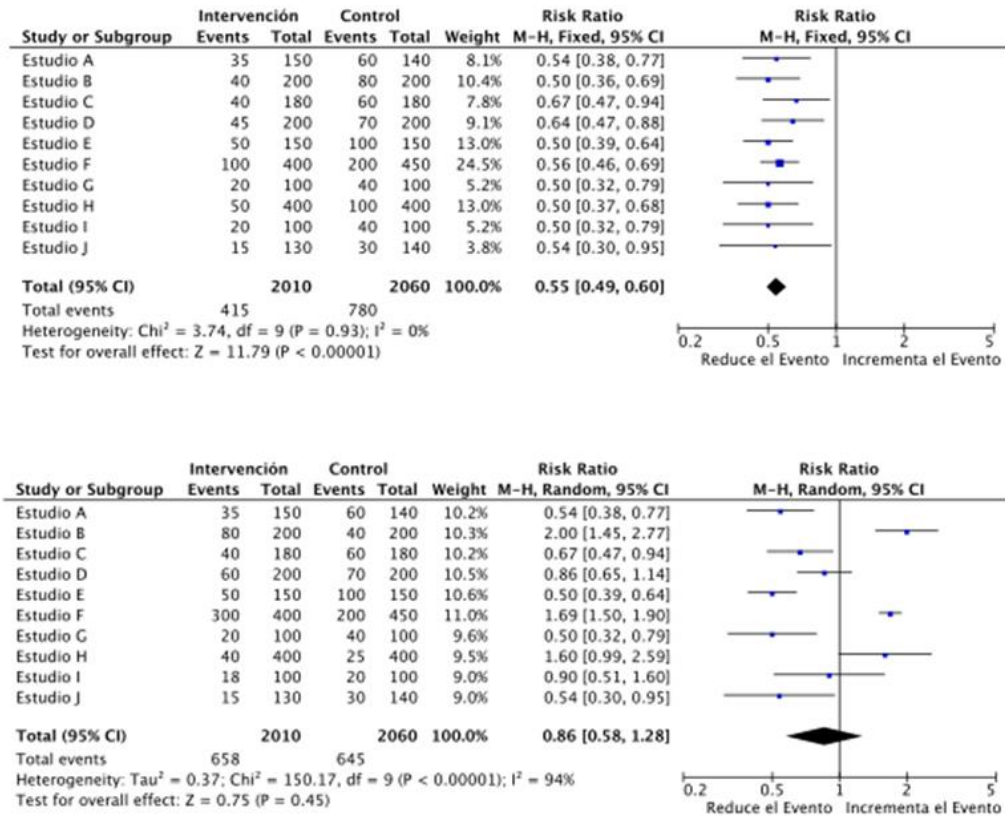 Intervención Control Risk Ratio Risk Ratio
Study or Subgroup Events Total Events Total Weight M-H, Fixed, 95% CI M-H, Fixed, 95% CI
Estudio A 35 150 60 140 8.1% 0.54 [0.38, 0.77]
Estudio B 40 200 80 200 10.4% 0.50 [0.36, 0.69]
Estudio C 40 180 60 180 7.8% 0.67 [0.47, 0.94]
Estudio D 45 200 70 200 9.1% 0.64 [0.47, 0.88]
Estudio E 50 150 100 150 13.0% 0.50 [0.39, 0.64]
Estudio F 100 400 200 450 24.5% 0.56 [0.46, 0.69]
Estudio G 20 100 40 100 5.2% 0.50 [0.32, 0.79]
Estudio H 50 400 100 400 13.0% 0.50 [0.37, 0.68]
Estudio I 20 100 40 100 5.2% 0.50 [0.32, 0.79]
Estudio J 15 130 30 140 3.8% 0.54 [0.30, 0.95]
Total (95% CI) 2010 2060 100.0% 0.55 [0.49, 0.60]
Total events 415 780
Heterogeneity: Chi² = 3.74, df = 9 (P = 0.93); I² = 0%
Test for overall effect: Z = 11.79 (P < 0.00001)
0.2 0.5 1 2 5
Reduce el Evento Incrementa el Evento
Intervención Control Risk Ratio Risk Ratio
Study or Subgroup Events Total Events Total Weight M-H, Random, 95% CI M-H, Random, 95% CI
Estudio A 35 150 60 140 10.2% 0.54 [0.38, 0.77]
Estudio B 80 200 40 200 10.3% 2.00 [1.45, 2.77]
Estudio C 40 180 60 180 10.2% 0.67 [0.47, 0.94]
Estudio D 60 200 70 200 10.5% 0.86 [0.65, 1.14]
Estudio E 50 150 100 150 10.6% 0.50 [0.39, 0.64]
Estudio F 300 400 200 450 11.0% 1.69 [1.50, 1.90]
Estudio G 20 100 40 100 9.6% 0.50 [0.32, 0.79]
Estudio H 40 400 25 400 9.5% 1.60 [0.99, 2.59]
Estudio I 18 100 20 100 9.0% 0.90 [0.51, 1.60]
Estudio J 15 130 30 140 9.0% 0.54 [0.30, 0.95]
Total (95% CI) 2010 2060 100.0% 0.86 [0.58, 1.28]
Total events 658 645
Heterogeneity: Tau² = 0.37; Chi² = 150.17, df = 9 (P < 0.00001); I² = 94%
Test for overall effect: Z = 0.75 (P = 0.45)
0.2 0.5 1 2 5
Reduce el Evento Incrementa el Evento